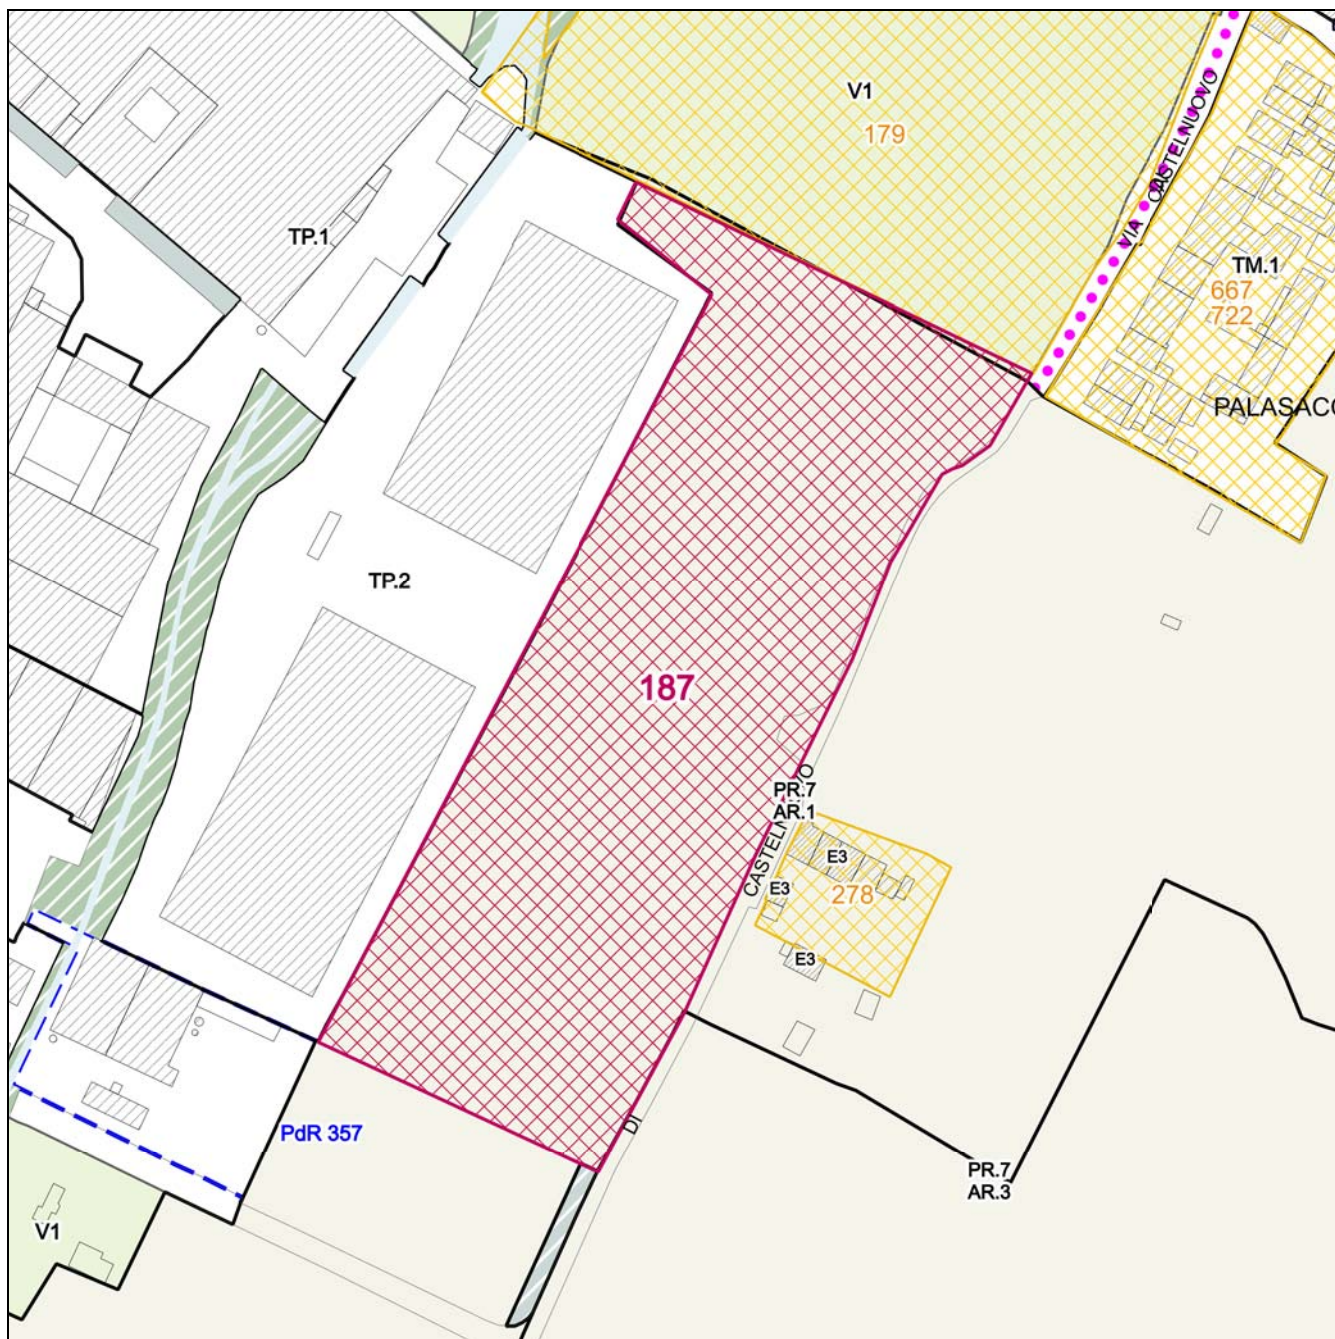 V1
179
VIA CASTELNUOVO
TP.1
TM.1
667
722
PALASACC
TP.2
187
PR.7
AR.1
CASTELNUOVO
E3
E3
278
E3
DI
PdR 357
PR.7
AR.3
V1